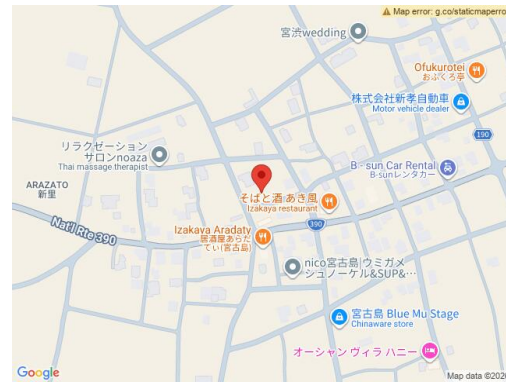 Map error: g.co/staticmaperro
宮渋wedding
Ofukurotei
おふくろ亭
株式会社新孝自動車
Motor vehicle dealer
190
リラクゼーション
サロンnoaza
Thai massage therapist
B-sun Car Rental
B-sunレンタカー
ARAZATO
新里
そばと酒 あき風
Izakaya restaurant
Nat'l Rte 390
390
Izakaya Aradaty
居酒屋あらだ
てぃ(宮古島)
nico宮古島|ウミガメ
シュノーケル&SUP&…
宮古島 Blue Mu Stage
Chinaware store
オーシャン ヴィラ ハニー
Google
Map data ©2026